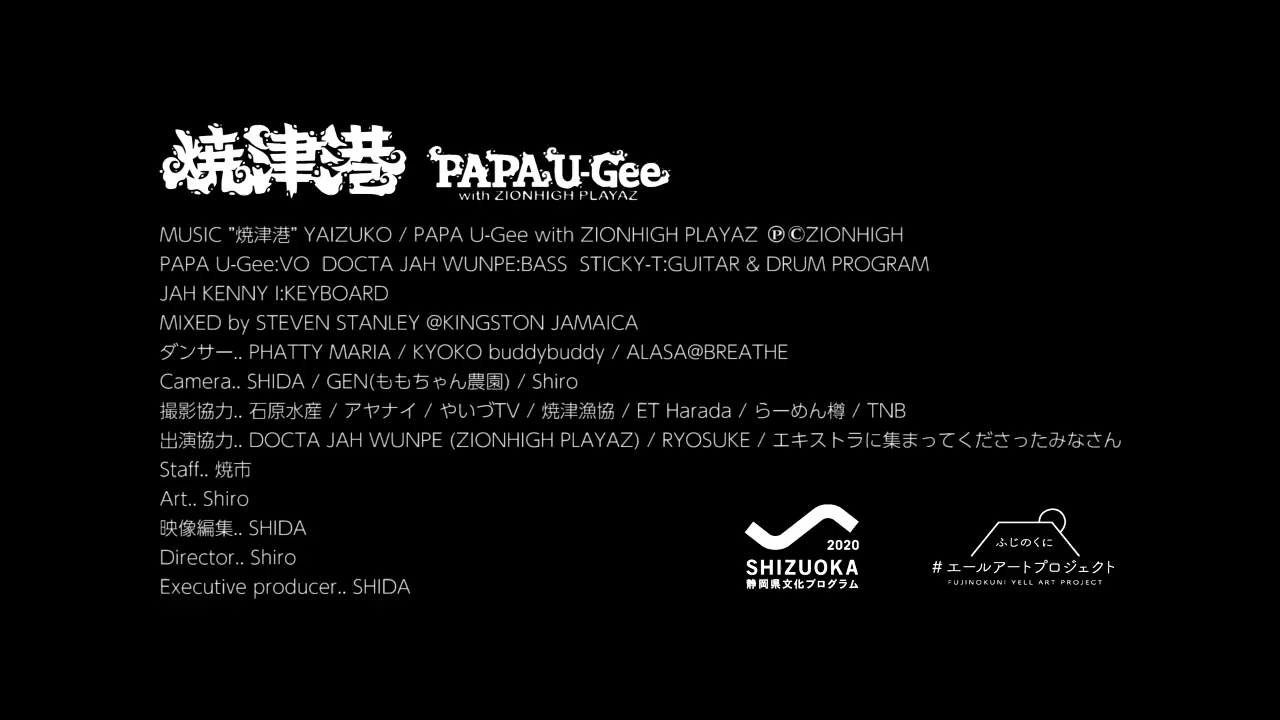 焼津港 PAPA U-Gee
with ZIONHIGH PLAYAZ
MUSIC "焼津港" YAIZUKO / PAPA U-Gee with ZIONHIGH PLAYAZ ℗©ZIONHIGH
PAPA U-Gee:VO DOCTA JAH WUNPE:BASS STICKY-T:GUITAR & DRUM PROGRAM
JAH KENNY I:KEYBOARD
MIXED by STEVEN STANLEY @KINGSTON JAMAICA
ダンサー.. PHATTY MARIA / KYOKO buddybuddy / ALASA@BREATHE
Camera.. SHIDA / GEN(ももちゃん農園) / Shiro
撮影協力.. 石原水産 / アヤナイ / やいづTV / 焼津漁協 / ET Harada / らーめん樽 / TNB
出演協力.. DOCTA JAH WUNPE (ZIONHIGH PLAYAZ) / RYOSUKE / エキストラに集まってくださったみなさん
Staff.. 焼市
Art.. Shiro
映像編集.. SHIDA
Director.. Shiro
Executive producer.. SHIDA
2020
SHIZUOKA
静岡県文化プログラム
ふじのくに
#エールアートプロジェクト
FUJINOKUNI YELL ART PROJECT